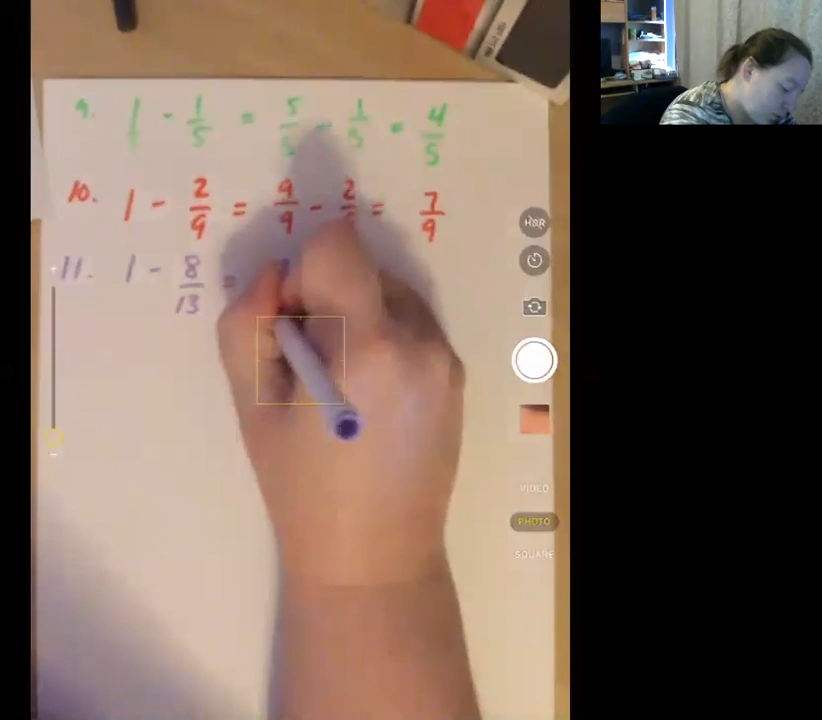 9. 1 - 1/5 = 5/5 - 1/5 = 4/5
10. 1 - 2/9 = 9/9 - 2/9 = 7/9
11. 1 - 8/13 =
HDR
VIDEO
PHOTO
SQUARE